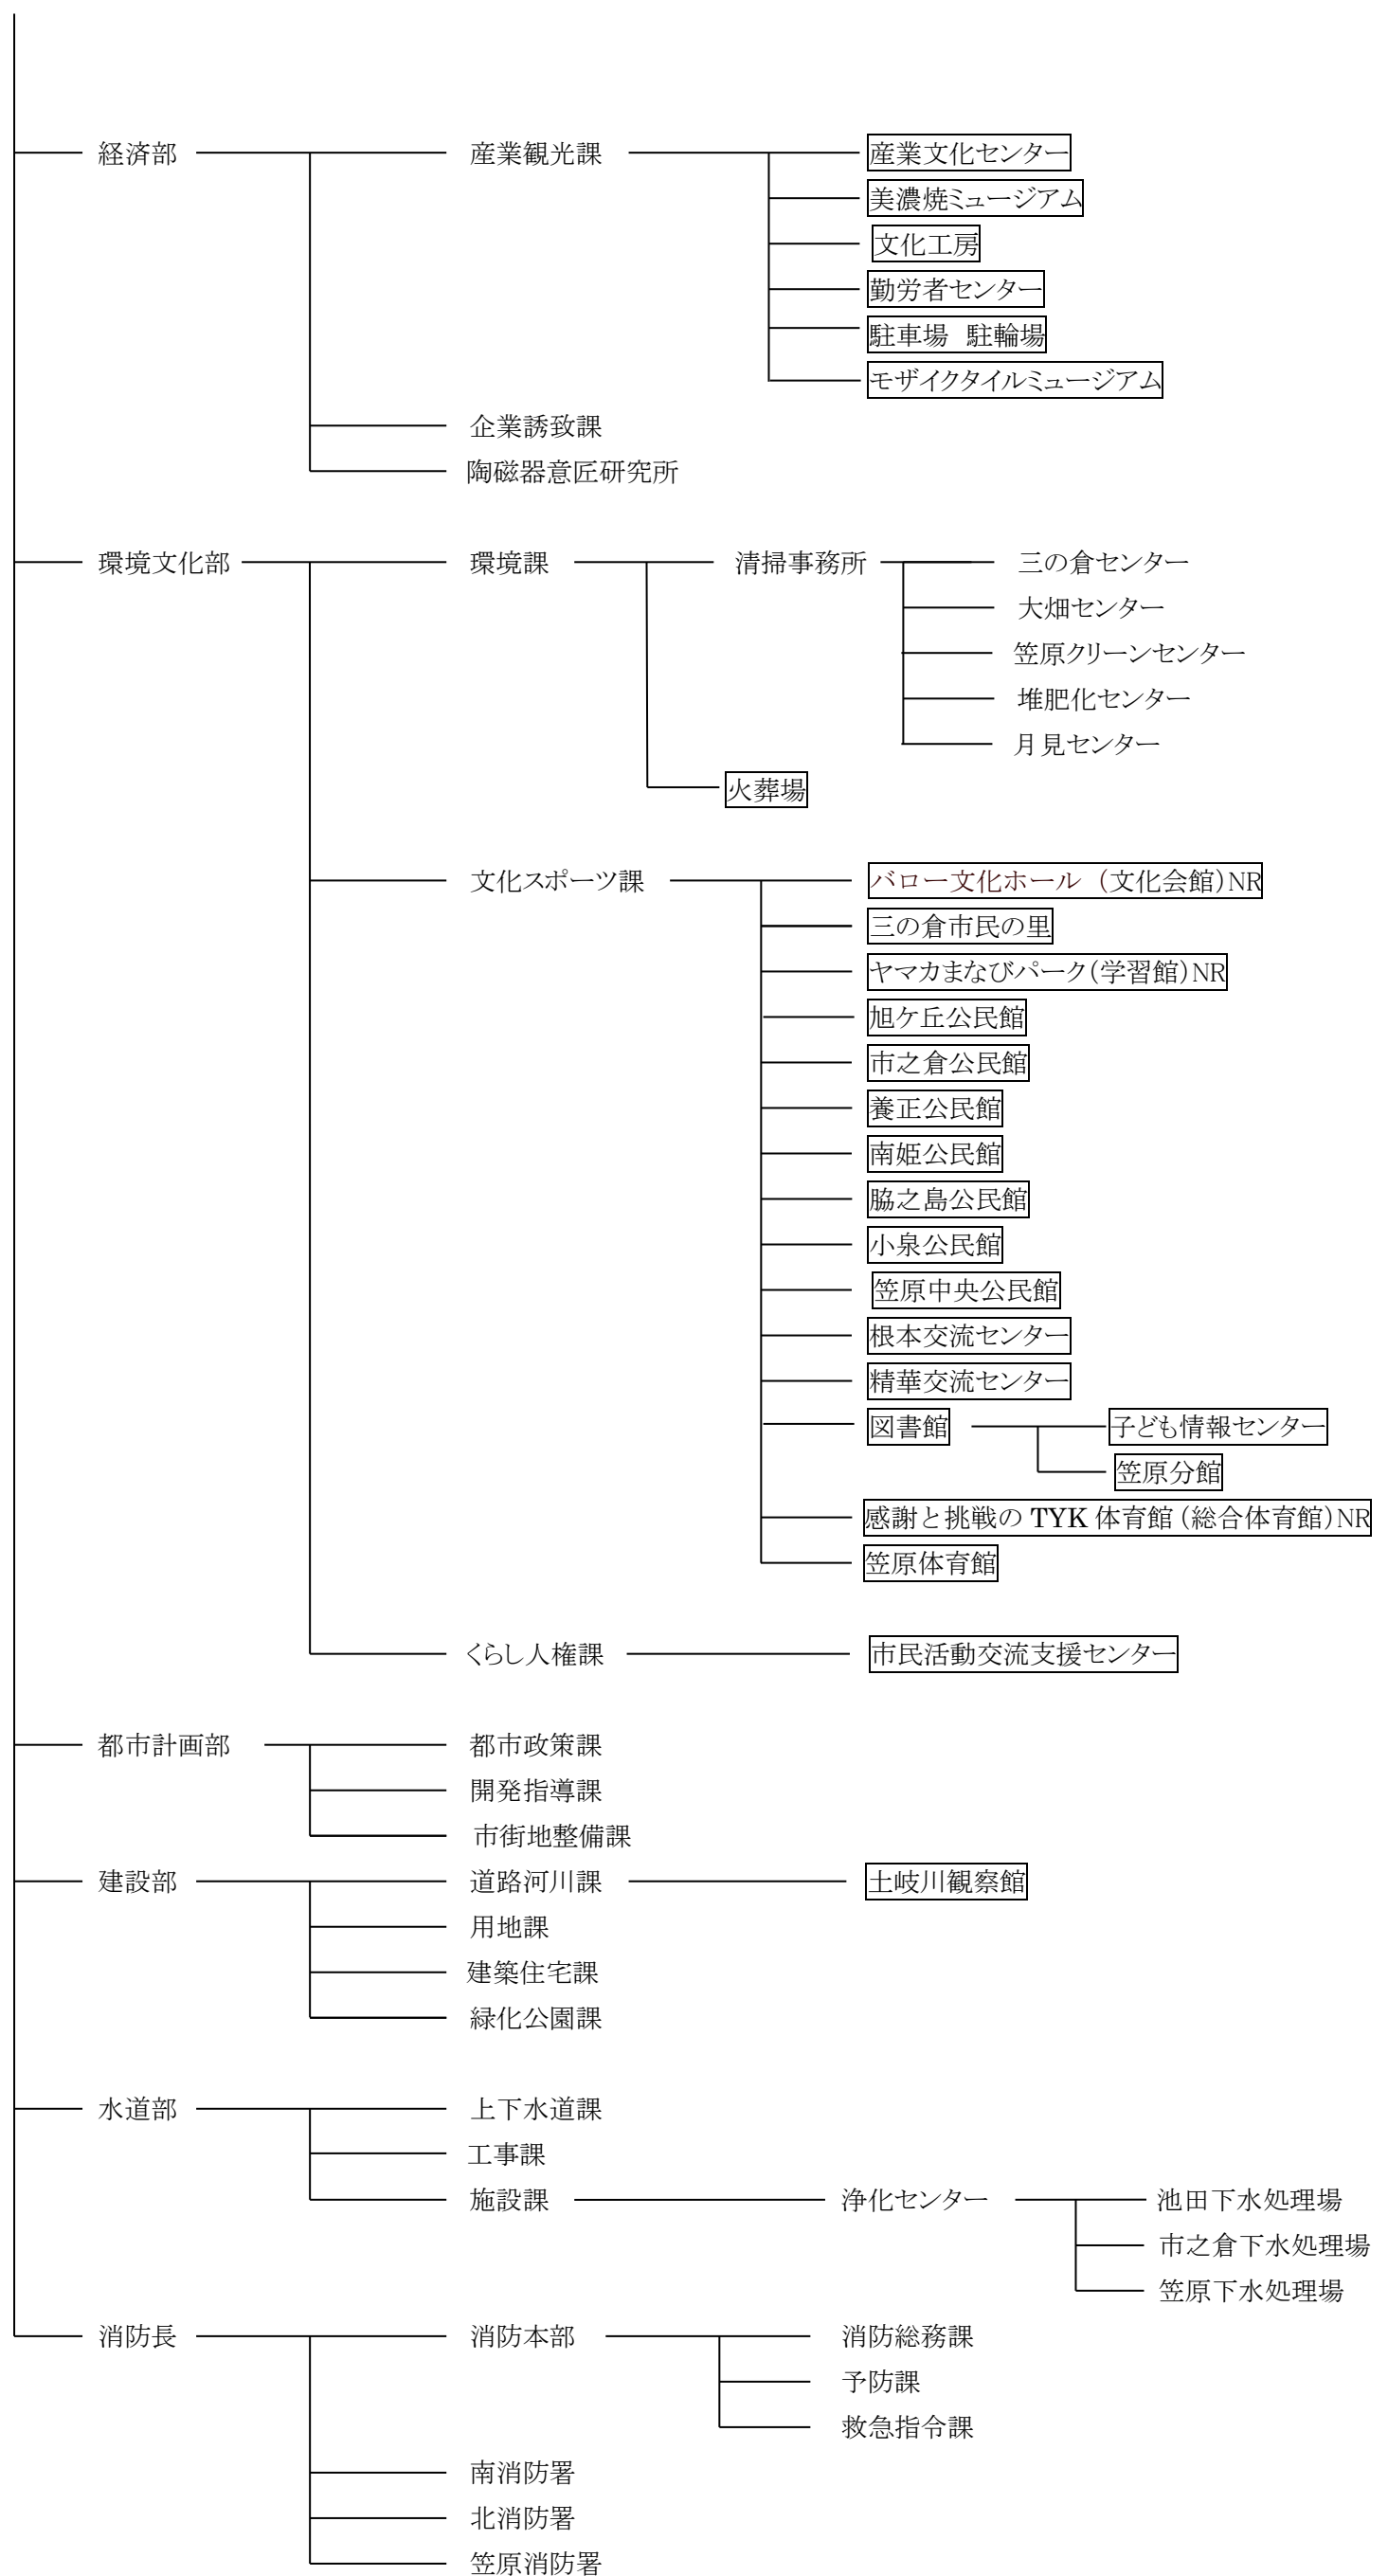 経済部 産業観光課 産業文化センター
美濃焼ミュージアム
文化工房
勤労者センター
駐車場 駐輪場
モザイクタイルミュージアム
企業誘致課
陶磁器意匠研究所
環境文化部 環境課 清掃事務所 三の倉センター
大畑センター
笠原クリーンセンター
堆肥化センター
月見センター
火葬場
文化スポーツ課 バロー文化ホール (文化会館)NR
三の倉市民の里
ヤマカまなびパーク(学習館)NR
旭ケ丘公民館
市之倉公民館
養正公民館
南姫公民館
脇之島公民館
小泉公民館
笠原中央公民館
根本交流センター
精華交流センター
図書館 子ども情報センター
笠原分館
感謝と挑戦の TYK 体育館(総合体育館)NR
笠原体育館
くらし人権課 市民活動交流支援センター
都市計画部 都市政策課
開発指導課
市街地整備課
建設部 道路河川課 土岐川観察館
用地課
建築住宅課
緑化公園課
水道部 上下水道課
工事課
施設課 浄化センター 池田下水処理場
市之倉下水処理場
笠原下水処理場
消防長 消防本部 消防総務課
予防課
救急指令課
南消防署
北消防署
笠原消防署